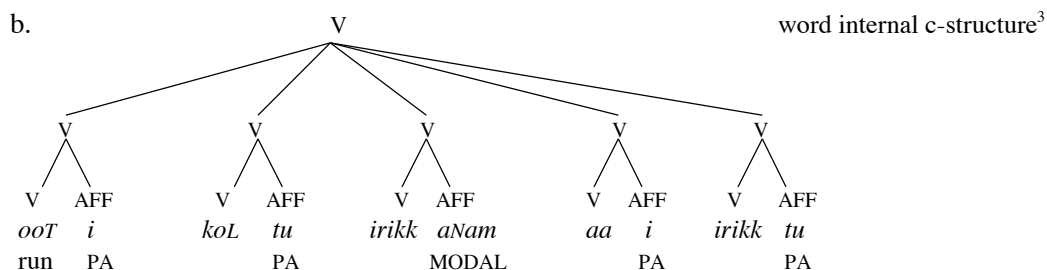 b. V word internal c-structure³
V V V V V
V AFF V AFF V AFF V AFF V AFF
ooT i koL tu irikk aNam aa i irikk tu
run PA PA MODAL PA PA